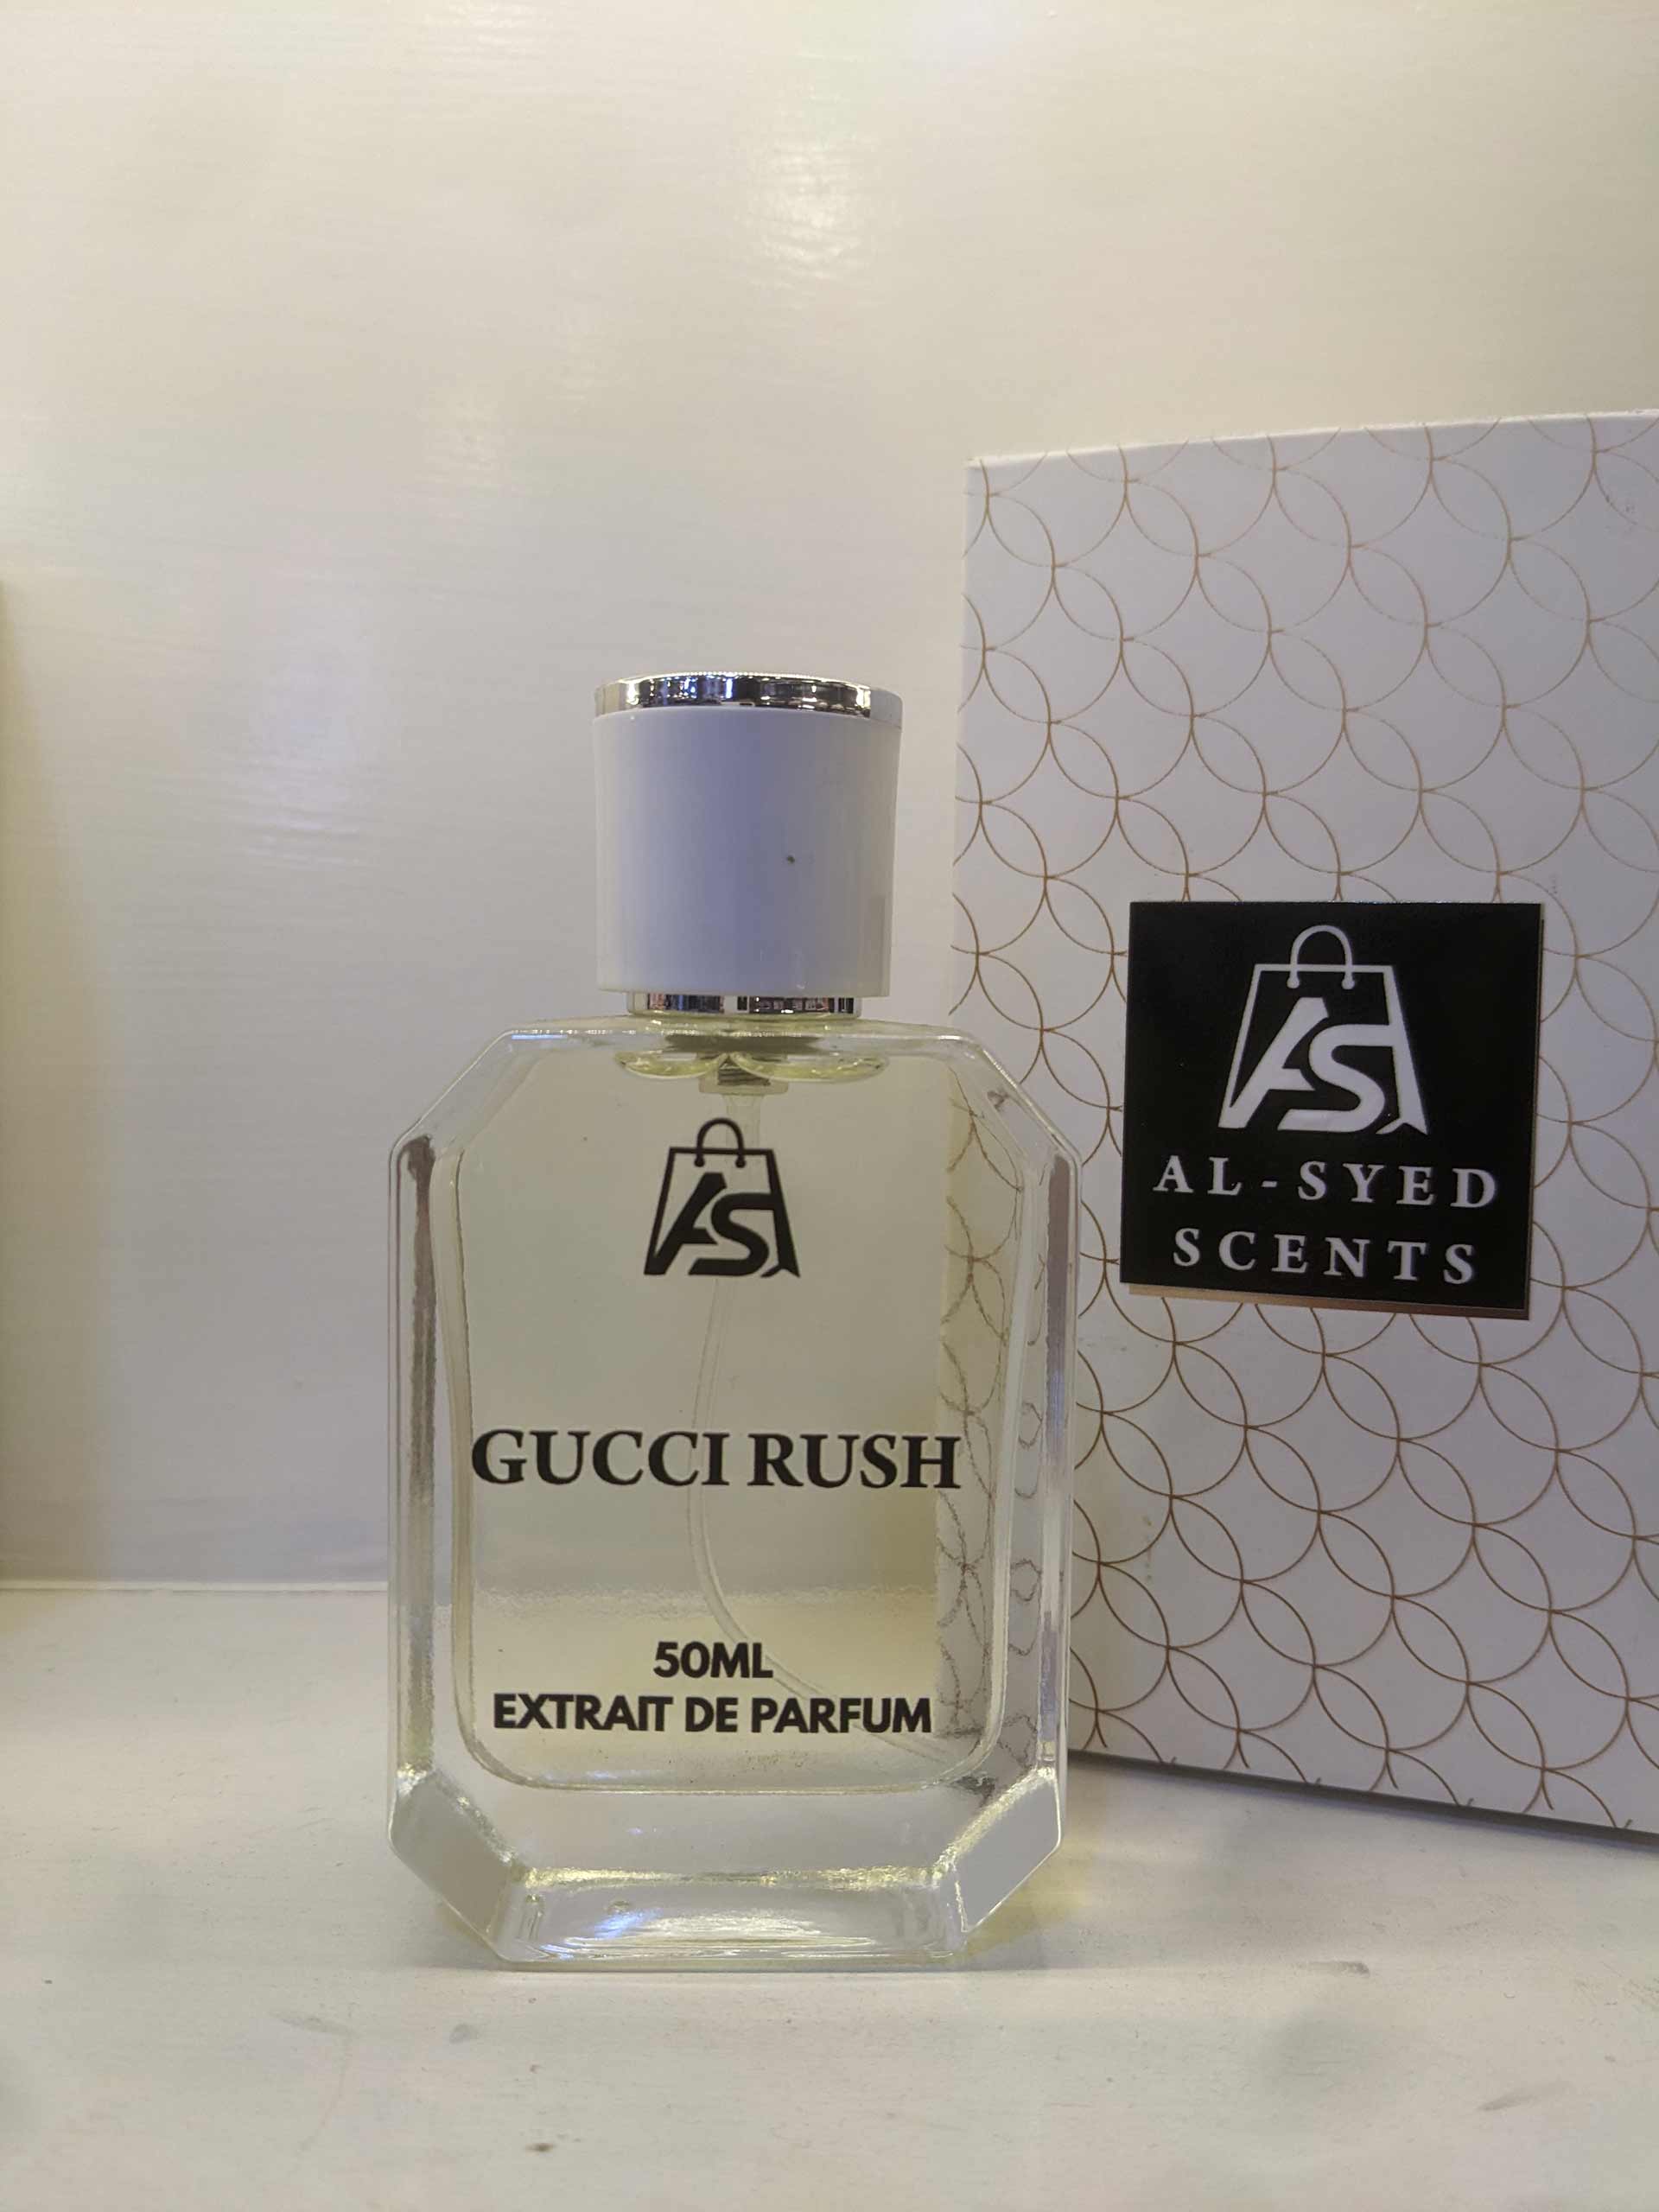 AS
GUCCI RUSH
50ML
EXTRAIT DE PARFUM
AS
AL-SYED
SCENTS